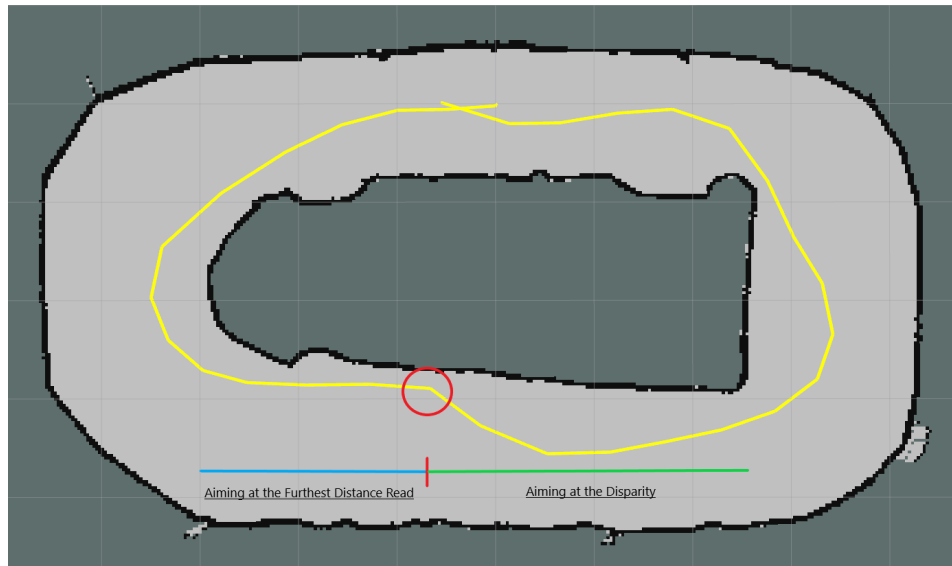 Aiming at the Furthest Distance Read
Aiming at the Disparity